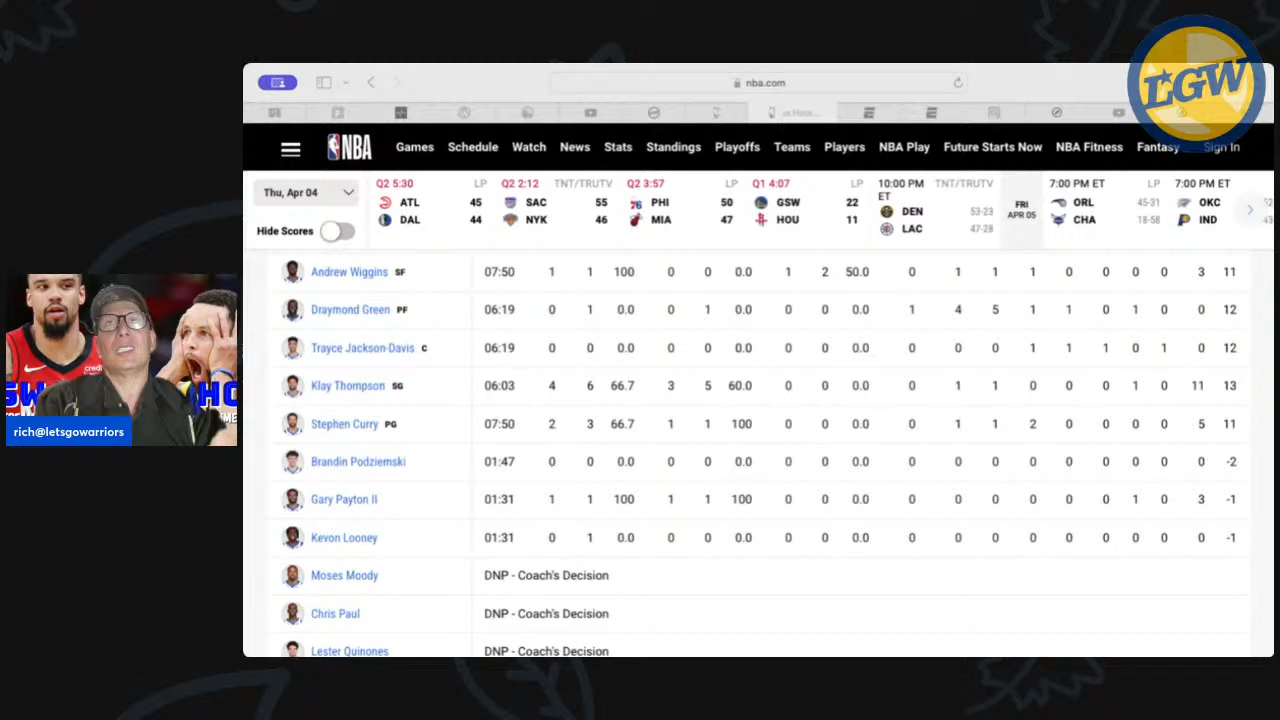 nba.com
LGW
NBA Games Schedule Watch News Stats Standings Playoffs Teams Players NBA Play Future Starts Now NBA Fitness Fantasy Sign In
Thu, Apr 04
Hide Scores
Q2 5:30 LP
ATL 45
DAL 44
Q2 2:12 TNT/TRUTV
SAC 55
NYK 46
Q2 3:57 LP
PHI 50
MIA 47
Q1 4:07 LP
GSW 22
HOU 11
10:00 PM ET TNT/TRUTV
DEN 53-23
LAC 47-28
FRI
APR 05
7:00 PM ET LP
ORL 45-31
CHA 18-58
7:00 PM ET
OKC
IND
Andrew Wiggins SF 07:50 1 1 100 0 0 0.0 1 2 50.0 0 1 1 1 0 0 0 0 3 11
Draymond Green PF 06:19 0 1 0.0 0 1 0.0 0 0 0.0 1 4 5 1 1 0 1 0 0 12
Trayce Jackson-Davis C 06:19 0 0 0.0 0 0 0.0 0 0 0.0 0 0 0 1 1 1 0 1 0 12
Klay Thompson SG 06:03 4 6 66.7 3 5 60.0 0 0 0.0 0 1 1 0 0 0 1 0 11 13
Stephen Curry PG 07:50 2 3 66.7 1 1 100 0 0 0.0 0 1 1 2 0 0 0 0 5 11
Brandin Podziemski 01:47 0 0 0.0 0 0 0.0 0 0 0.0 0 0 0 0 0 0 0 0 0 -2
Gary Payton II 01:31 1 1 100 1 1 100 0 0 0.0 0 0 0 0 0 0 1 0 3 -1
Kevon Looney 01:31 0 1 0.0 0 0 0.0 0 0 0.0 0 0 0 0 0 0 0 0 0 -1
Moses Moody DNP - Coach's Decision
Chris Paul DNP - Coach's Decision
Lester Quinones DNP - Coach's Decision
rich@letsgowarriors